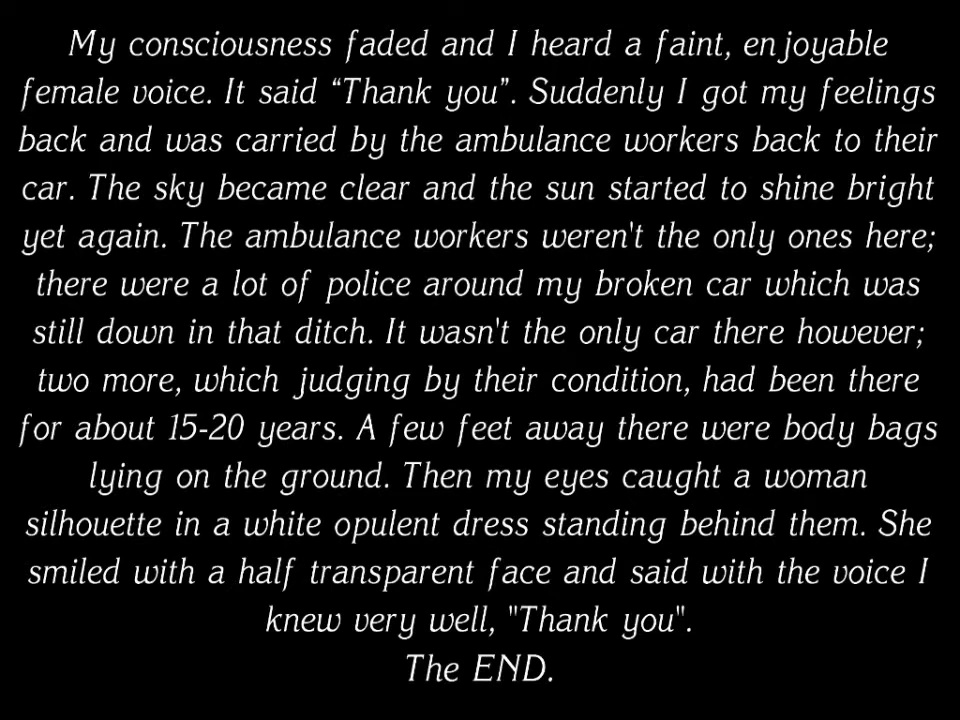 My consciousness faded and I heard a faint, enjoyable
female voice. It said “Thank you”. Suddenly I got my feelings
back and was carried by the ambulance workers back to their
car. The sky became clear and the sun started to shine bright
yet again. The ambulance workers weren't the only ones here;
there were a lot of police around my broken car which was
still down in that ditch. It wasn't the only car there however;
two more, which judging by their condition, had been there
for about 15-20 years. A few feet away there were body bags
lying on the ground. Then my eyes caught a woman
silhouette in a white opulent dress standing behind them. She
smiled with a half transparent face and said with the voice I
knew very well, "Thank you".
The END.